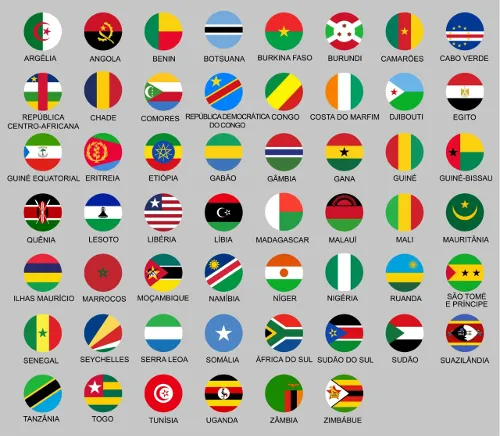 ARGÉLIA
ANGOLA
BENIN
BOTSUANA
BURKINA FASO
BURUNDI
CAMARÕES
CABO VERDE
REPÚBLICA
CENTRO-AFRICANA
CHADE
COMORES
REPÚBLICA DEMOCRÁTICA
DO CONGO
CONGO
COSTA DO MARFIM
DJIBOUTI
EGITO
GUINÉ EQUATORIAL
ERITREIA
ETIÓPIA
GABÃO
GÂMBIA
GANA
GUINÉ
GUINÉ-BISSAU
QUÊNIA
LESOTO
LIBÉRIA
LÍBIA
MADAGASCAR
MALAUÍ
MALI
MAURITÂNIA
ILHAS MAURÍCIO
MARROCOS
MOÇAMBIQUE
NAMÍBIA
NÍGER
NIGÉRIA
RUANDA
SÃO TOMÉ
E PRÍNCIPE
SENEGAL
SEYCHELLES
SERRA LEOA
SOMÁLIA
ÁFRICA DO SUL
SUDÃO DO SUL
SUDÃO
SUAZILÂNDIA
TANZÂNIA
TOGO
TUNÍSIA
UGANDA
ZÂMBIA
ZIMBÁBUE